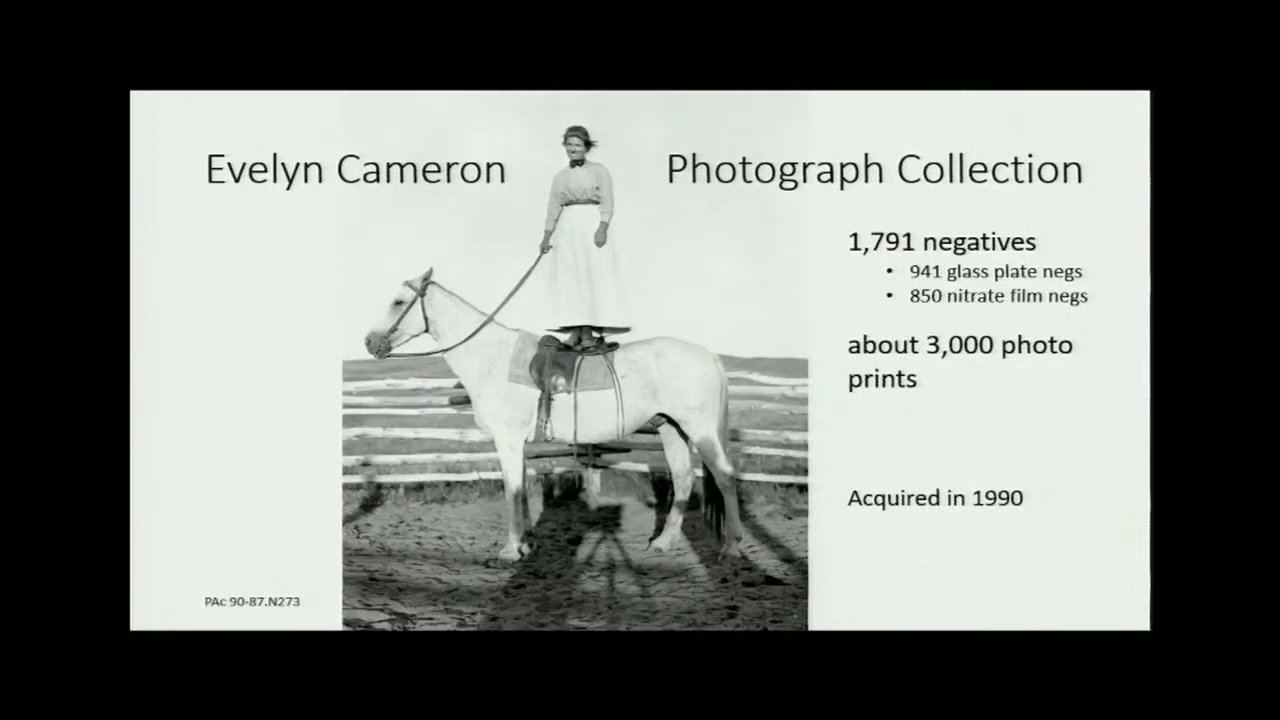 Evelyn Cameron Photograph Collection
1,791 negatives
• 941 glass plate negs
• 850 nitrate film negs
about 3,000 photo
prints
Acquired in 1990
PAc 90-87.N273